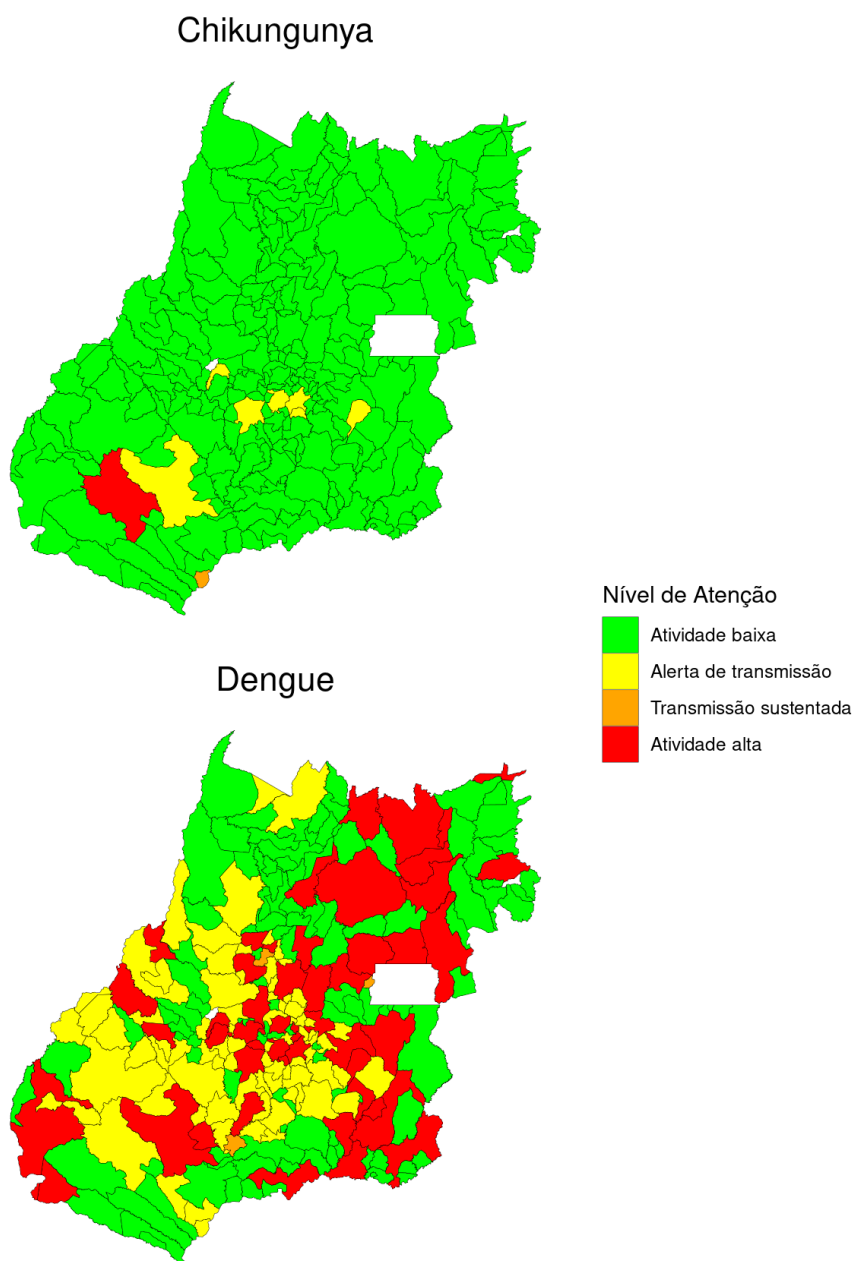 Chikungunya
Nível de Atenção
Atividade baixa
Alerta de transmissão
Transmissão sustentada
Atividade alta
Dengue